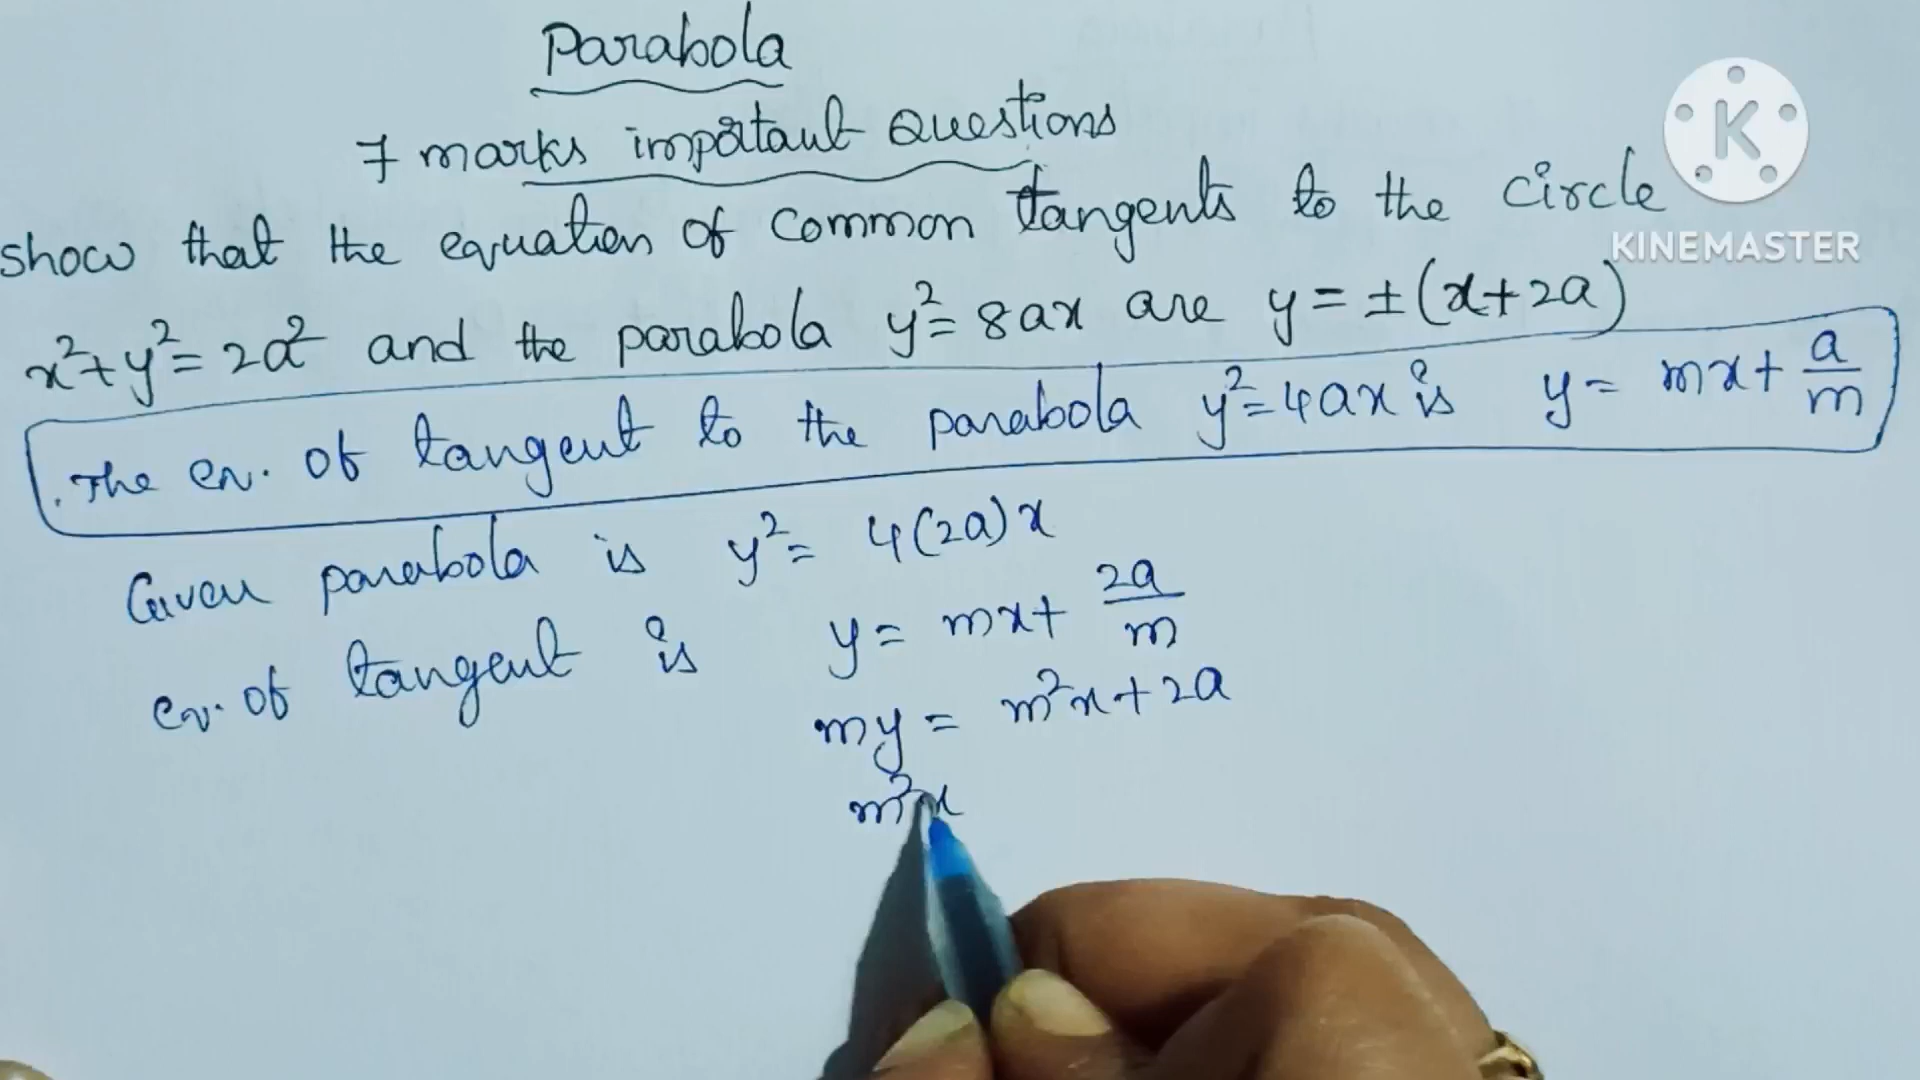 Parabola
7 marks important Questions
show that the equation of common tangents to the circle
x²+y²=2a² and the parabola y²=8ax are y=±(x+2a)
The eq. of tangent to the parabola y²=4ax is y= mx+ a/m
Given parabola is y²= 4(2a)x
eq. of tangent is y= mx+ 2a/m
my = m²x+2a
m²x
K
KINEMASTER